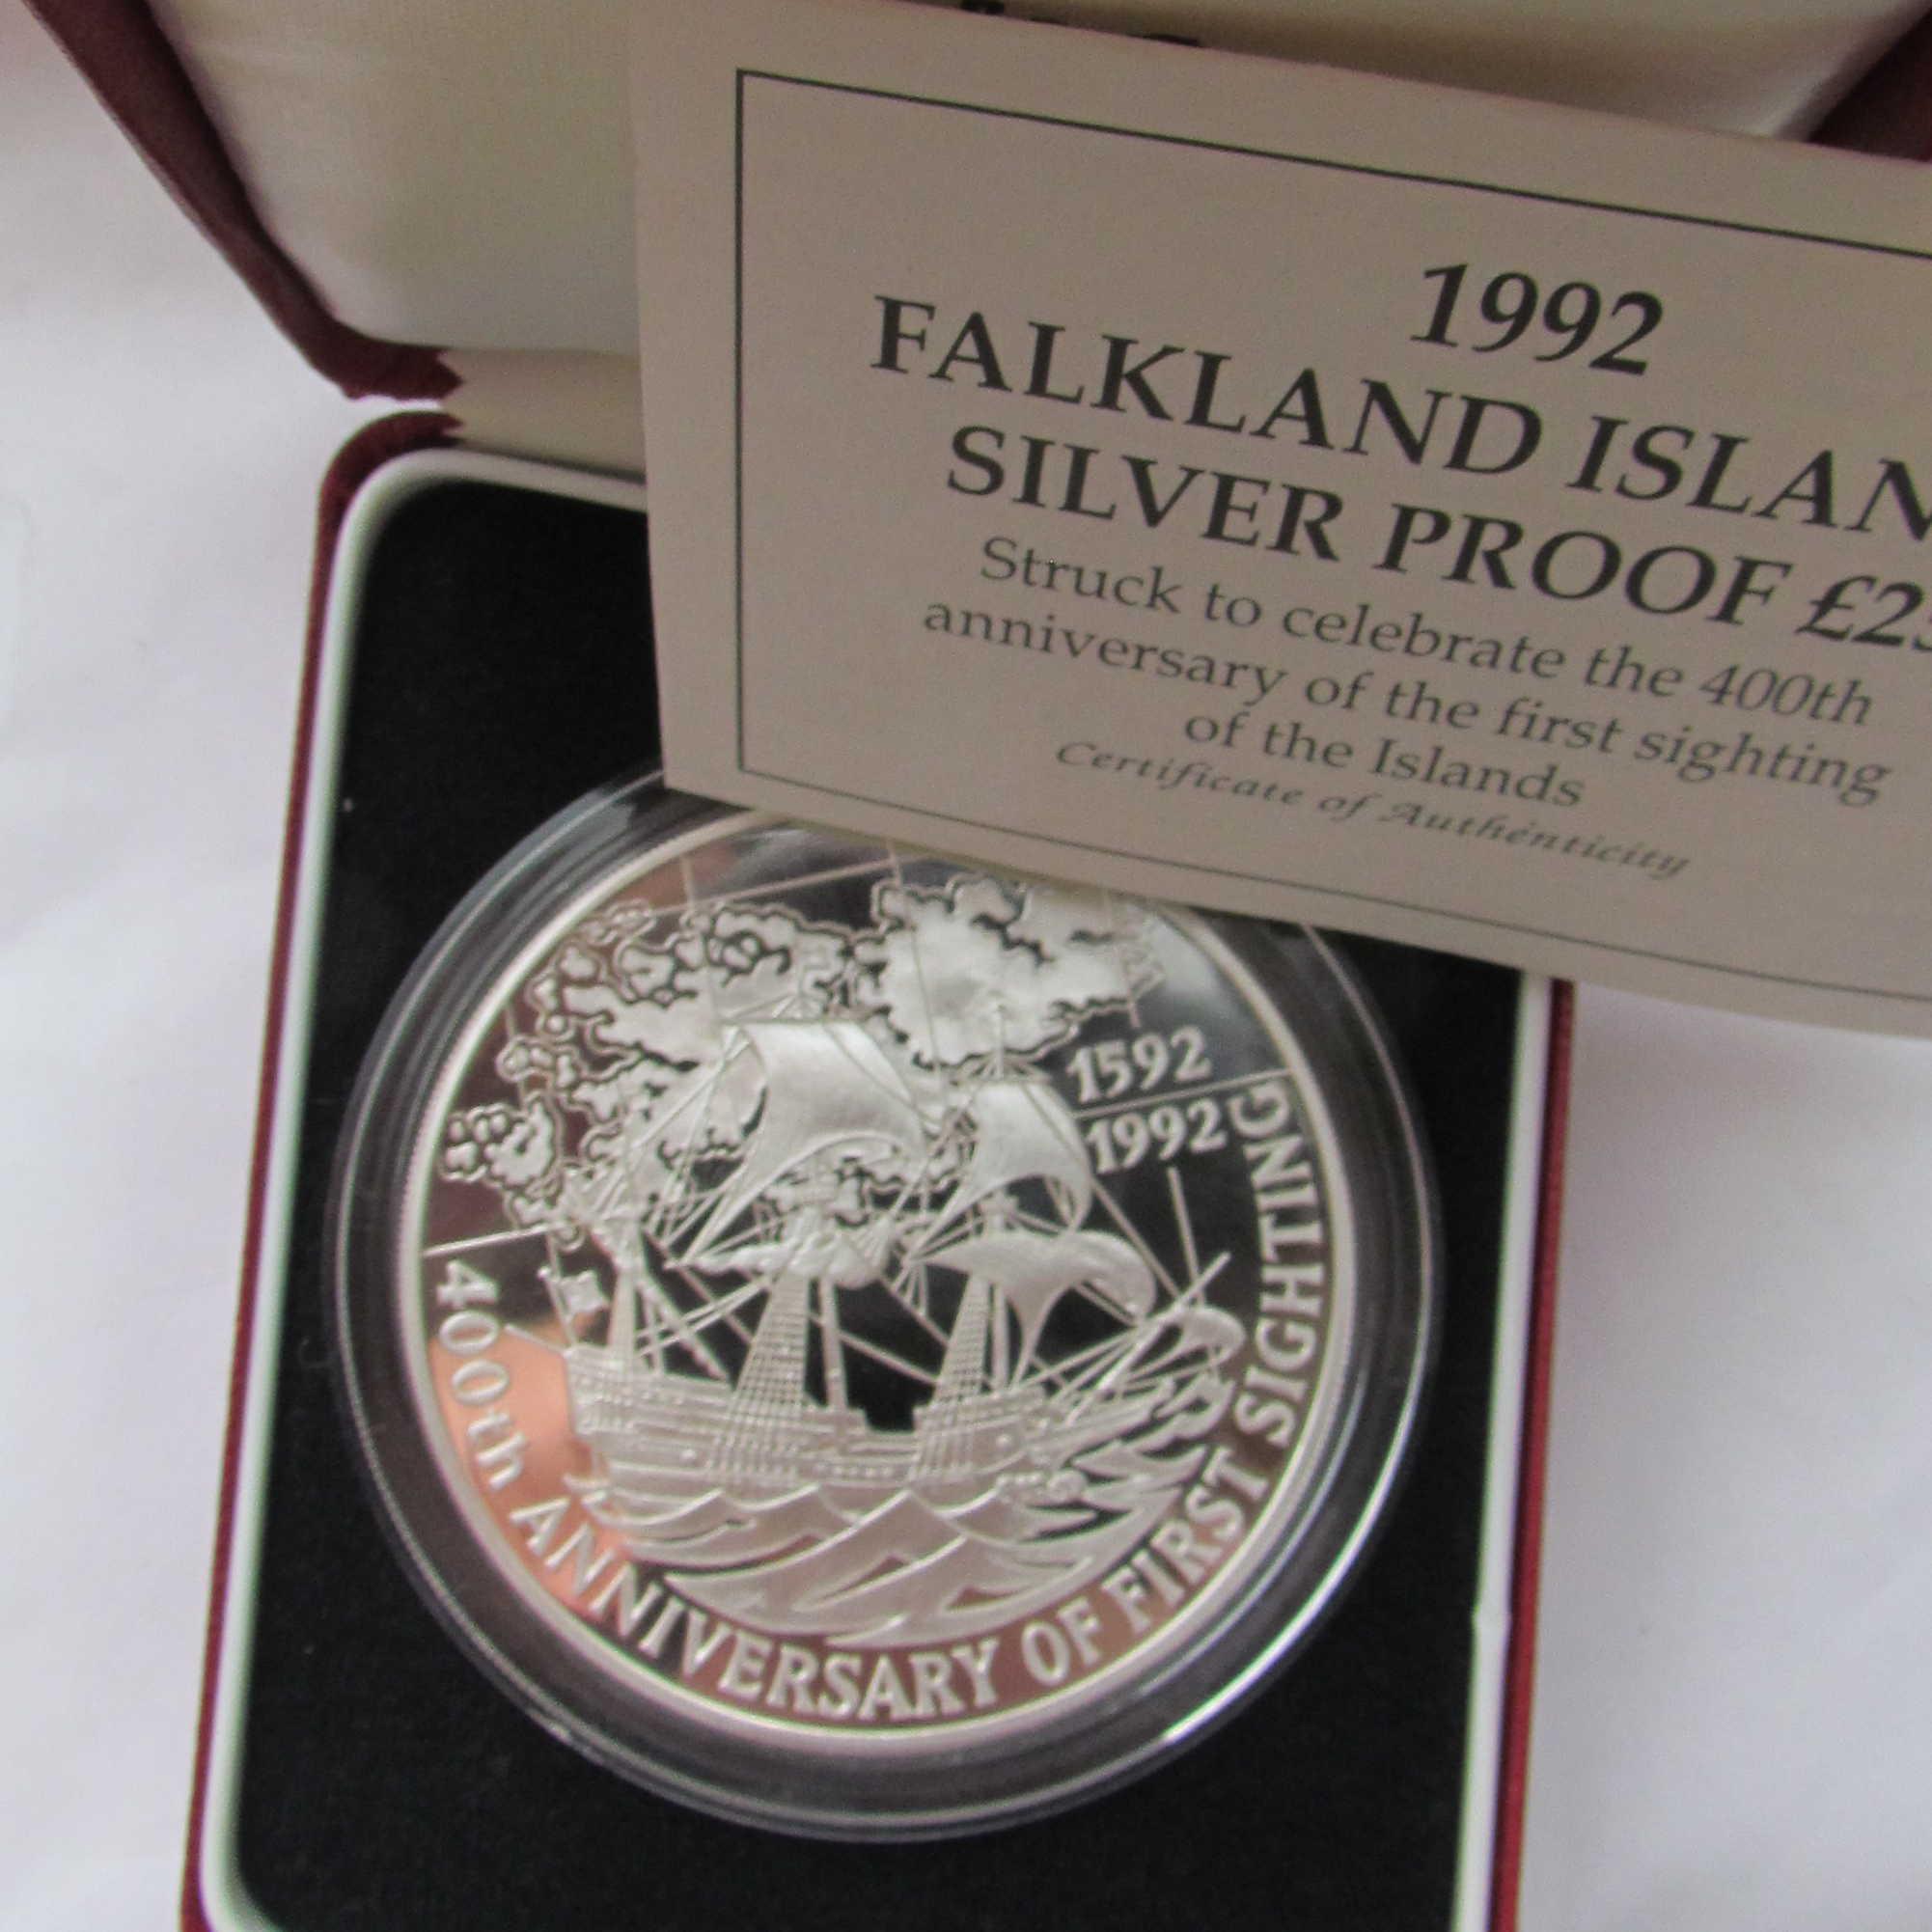 1992
FALKLAND ISLAN
SILVER PROOF £25
Struck to celebrate the 400th
anniversary of the first sighting
of the Islands
Certificate of Authenticity
1592
1992
400th ANNIVERSARY OF FIRST SIGHTING